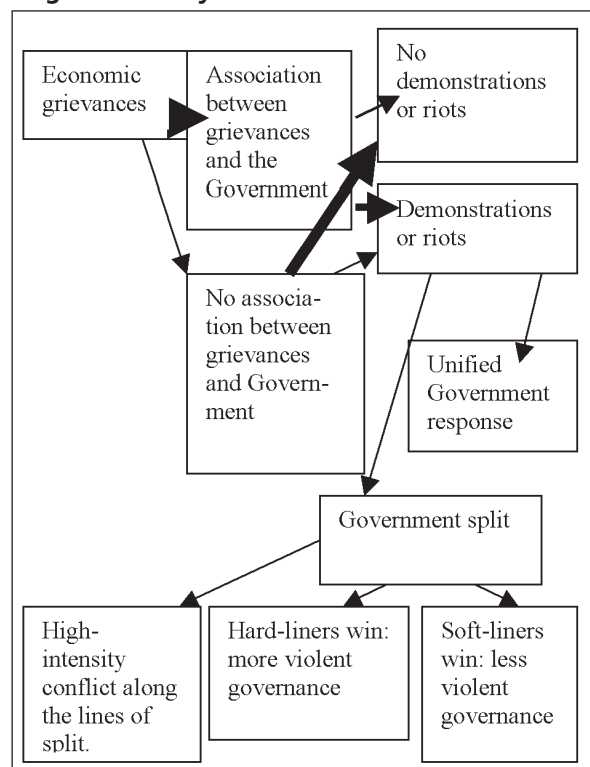 Economic
grievances
Association
between
grievances
and the
Government
No
demonstrations
or riots
Demonstrations
or riots
No associa-
tion between
grievances
and Govern-
ment
Unified
Government
response
Government split
High-
intensity
conflict along
the lines of
split.
Hard-liners win:
more violent
governance
Soft-liners
win: less
violent
governance